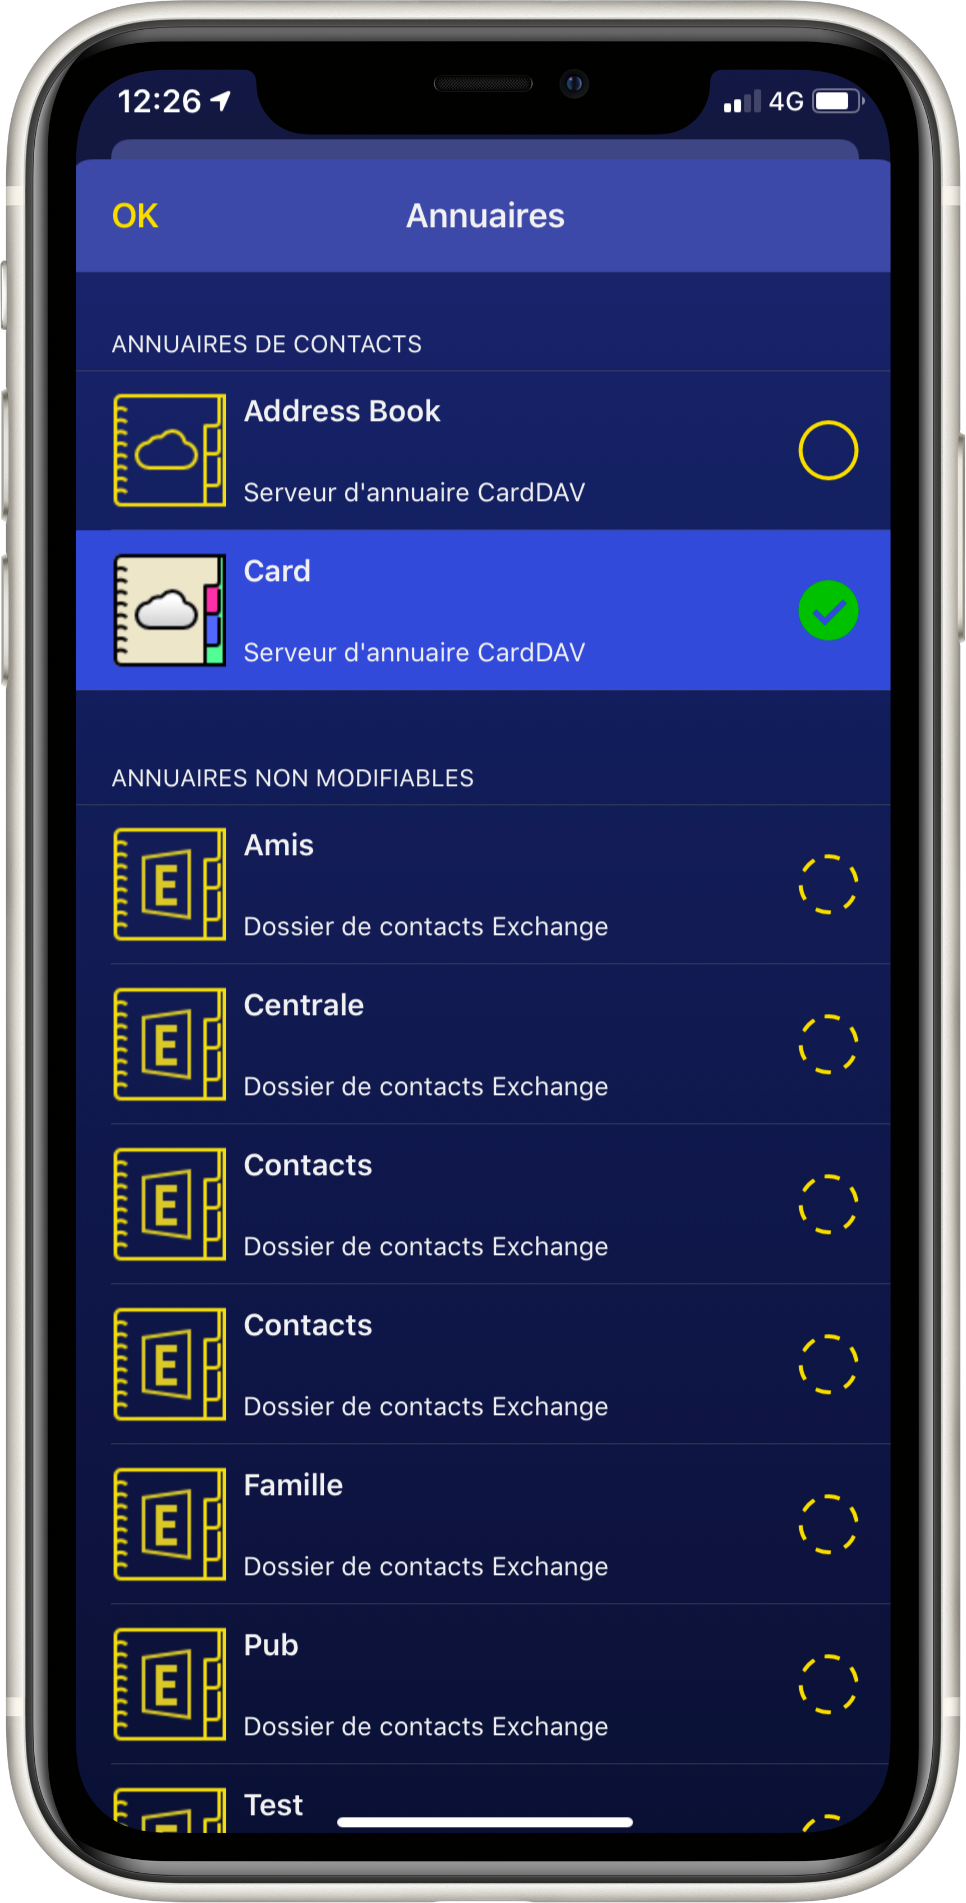 12:26
4G
OK
Annuaires
ANNUAIRES DE CONTACTS
Address Book
Serveur d'annuaire CardDAV
Card
Serveur d'annuaire CardDAV
ANNUAIRES NON MODIFIABLES
E
Amis
Dossier de contacts Exchange
E
Centrale
Dossier de contacts Exchange
E
Contacts
Dossier de contacts Exchange
E
Contacts
Dossier de contacts Exchange
E
Famille
Dossier de contacts Exchange
E
Pub
Dossier de contacts Exchange
Test